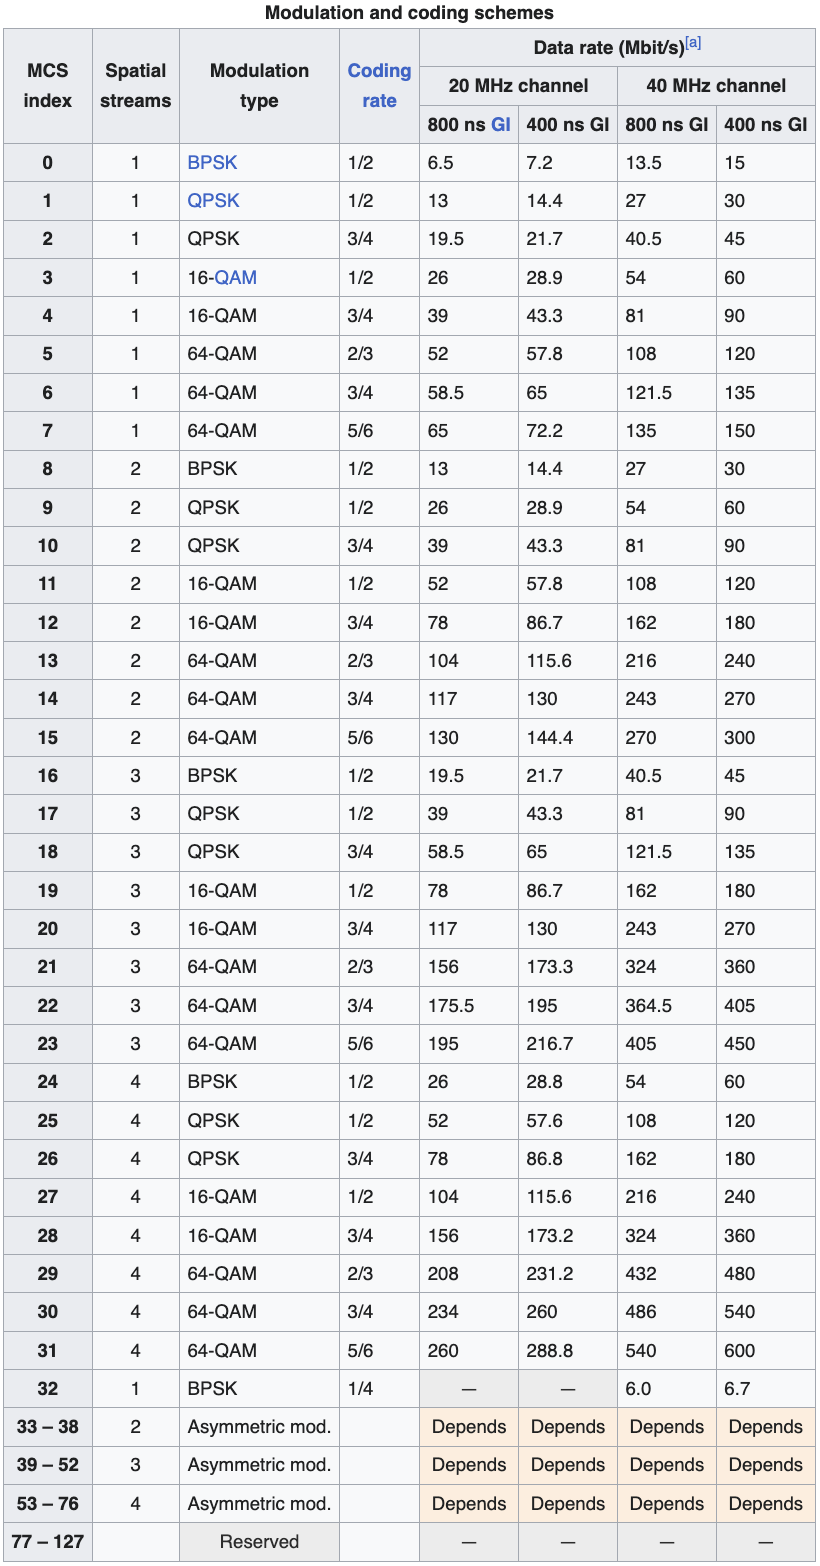 Modulation and coding schemes
MCS index Spatial streams Modulation type Coding rate Data rate (Mbit/s)[a]
20 MHz channel 40 MHz channel
800 ns GI 400 ns GI 800 ns GI 400 ns GI
0 1 BPSK 1/2 6.5 7.2 13.5 15
1 1 QPSK 1/2 13 14.4 27 30
2 1 QPSK 3/4 19.5 21.7 40.5 45
3 1 16-QAM 1/2 26 28.9 54 60
4 1 16-QAM 3/4 39 43.3 81 90
5 1 64-QAM 2/3 52 57.8 108 120
6 1 64-QAM 3/4 58.5 65 121.5 135
7 1 64-QAM 5/6 65 72.2 135 150
8 2 BPSK 1/2 13 14.4 27 30
9 2 QPSK 1/2 26 28.9 54 60
10 2 QPSK 3/4 39 43.3 81 90
11 2 16-QAM 1/2 52 57.8 108 120
12 2 16-QAM 3/4 78 86.7 162 180
13 2 64-QAM 2/3 104 115.6 216 240
14 2 64-QAM 3/4 117 130 243 270
15 2 64-QAM 5/6 130 144.4 270 300
16 3 BPSK 1/2 19.5 21.7 40.5 45
17 3 QPSK 1/2 39 43.3 81 90
18 3 QPSK 3/4 58.5 65 121.5 135
19 3 16-QAM 1/2 78 86.7 162 180
20 3 16-QAM 3/4 117 130 243 270
21 3 64-QAM 2/3 156 173.3 324 360
22 3 64-QAM 3/4 175.5 195 364.5 405
23 3 64-QAM 5/6 195 216.7 405 450
24 4 BPSK 1/2 26 28.8 54 60
25 4 QPSK 1/2 52 57.6 108 120
26 4 QPSK 3/4 78 86.8 162 180
27 4 16-QAM 1/2 104 115.6 216 240
28 4 16-QAM 3/4 156 173.2 324 360
29 4 64-QAM 2/3 208 231.2 432 480
30 4 64-QAM 3/4 234 260 486 540
31 4 64-QAM 5/6 260 288.8 540 600
32 1 BPSK 1/4 — — 6.0 6.7
33 – 38 2 Asymmetric mod. Depends Depends Depends Depends
39 – 52 3 Asymmetric mod. Depends Depends Depends Depends
53 – 76 4 Asymmetric mod. Depends Depends Depends Depends
77 – 127 Reserved — — — —